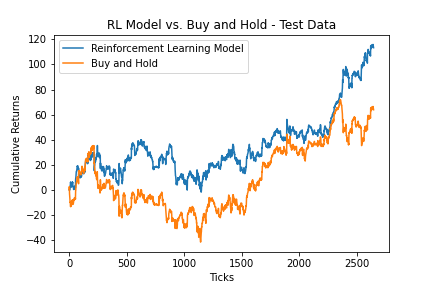 RL Model vs. Buy and Hold - Test Data
120
100
80
60
40
20
0
−20
−40
Cumulative Returns
Reinforcement Learning Model
Buy and Hold
0 500 1000 1500 2000 2500
Ticks